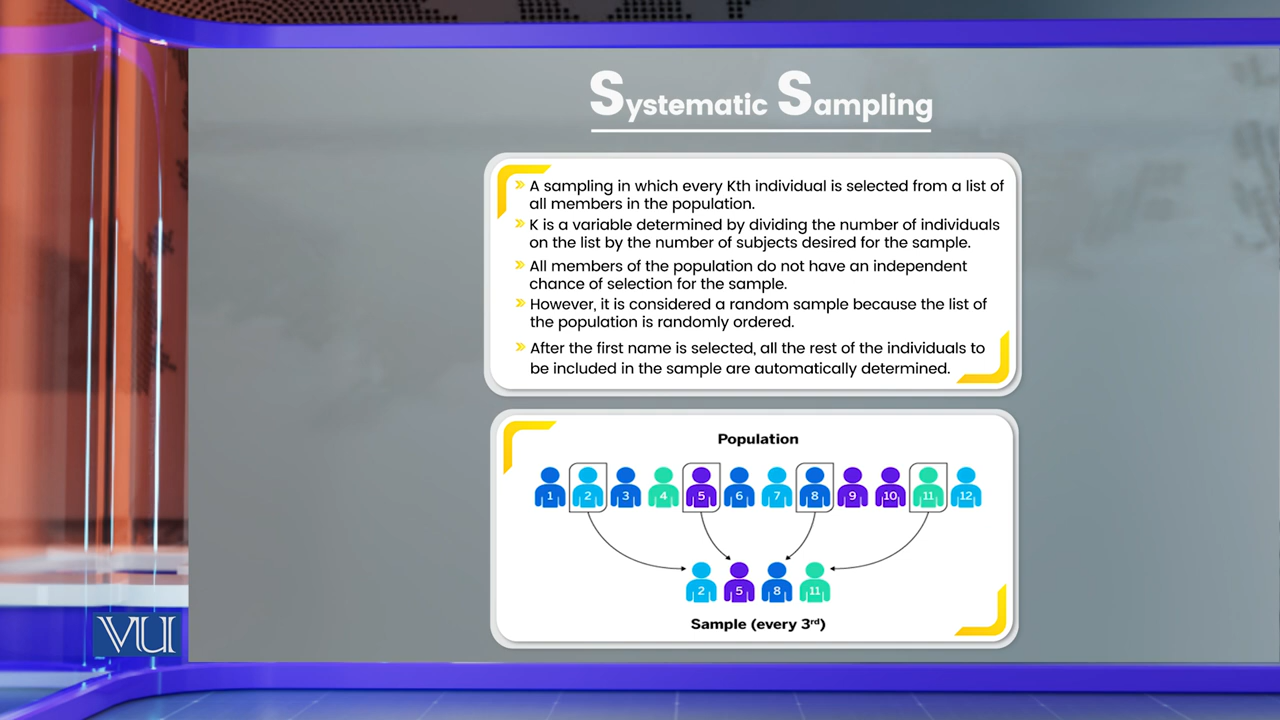 Systematic Sampling
» A sampling in which every Kth individual is selected from a list of
all members in the population.
» K is a variable determined by dividing the number of individuals
on the list by the number of subjects desired for the sample.
» All members of the population do not have an independent
chance of selection for the sample.
» However, it is considered a random sample because the list of
the population is randomly ordered.
» After the first name is selected, all the rest of the individuals to
be included in the sample are automatically determined.
Population
1 2 3 4 5 6 7 8 9 10 11 12
2 5 8 11
Sample (every 3rd)
VU